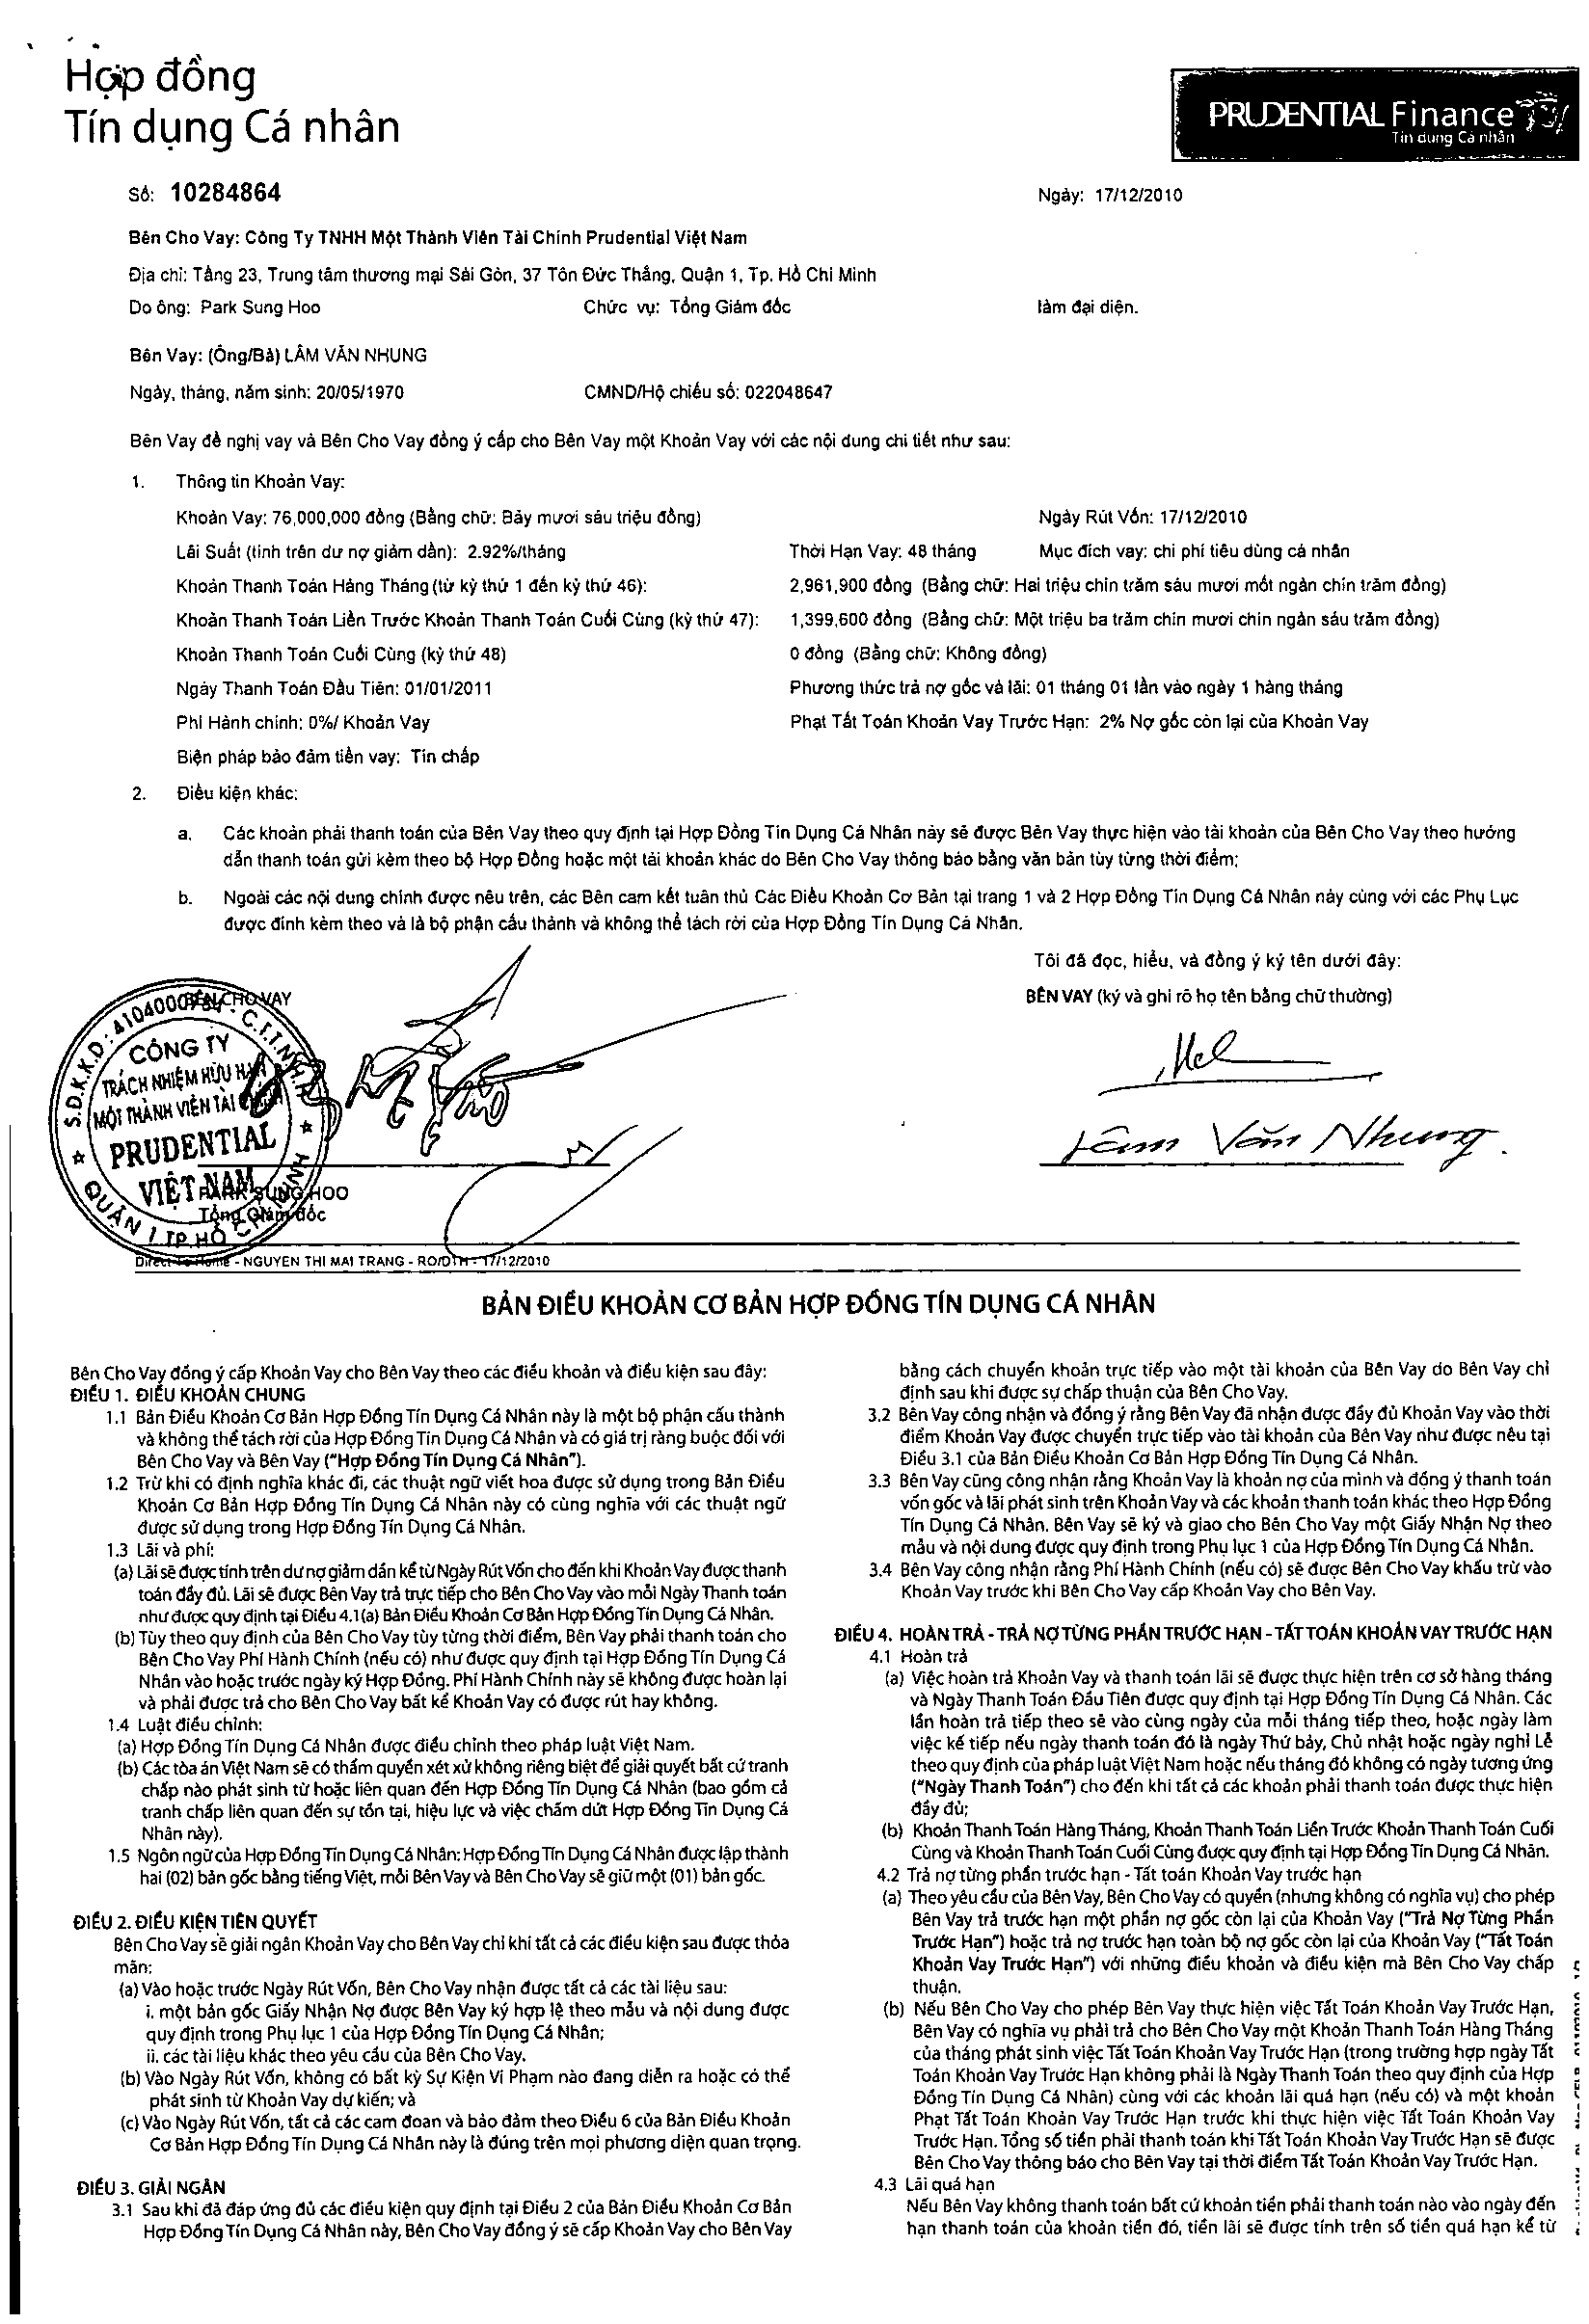 Hợp đồng
Tín dụng Cá nhân
PRUDENTIAL Finance
Tín dụng Cá nhân
Số: 10284864
Ngày: 17/12/2010
Bên Cho Vay: Công Ty TNHH Một Thành Viên Tài Chính Prudential Việt Nam
Địa chỉ: Tầng 23, Trung tâm thương mại Sài Gòn, 37 Tôn Đức Thắng, Quận 1, Tp. Hồ Chí Minh
Do ông: Park Sung Hoo Chức vụ: Tổng Giám đốc làm đại diện.
Bên Vay: (Ông/Bà) LÂM VĂN NHUNG
Ngày, tháng, năm sinh: 20/05/1970 CMND/Hộ chiếu số: 022048647
Bên Vay đề nghị vay và Bên Cho Vay đồng ý cấp cho Bên Vay một Khoản Vay với các nội dung chi tiết như sau:
1. Thông tin Khoản Vay:
Khoản Vay: 76,000,000 đồng (Bằng chữ: Bảy mươi sáu triệu đồng) Ngày Rút Vốn: 17/12/2010
Lãi Suất (tính trên dư nợ giảm dần): 2.92%/tháng Thời Hạn Vay: 48 tháng Mục đích vay: chi phí tiêu dùng cá nhân
Khoản Thanh Toán Hàng Tháng (từ kỳ thứ 1 đến kỳ thứ 46): 2,961,900 đồng (Bằng chữ: Hai triệu chín trăm sáu mươi mốt ngàn chín trăm đồng)
Khoản Thanh Toán Liền Trước Khoản Thanh Toán Cuối Cùng (kỳ thứ 47): 1,399,600 đồng (Bằng chữ: Một triệu ba trăm chín mươi chín ngàn sáu trăm đồng)
Khoản Thanh Toán Cuối Cùng (kỳ thứ 48) 0 đồng (Bằng chữ: Không đồng)
Ngày Thanh Toán Đầu Tiên: 01/01/2011 Phương thức trả nợ gốc và lãi: 01 tháng 01 lần vào ngày 1 hàng tháng
Phí Hành chính: 0%/ Khoản Vay Phạt Tất Toán Khoản Vay Trước Hạn: 2% Nợ gốc còn lại của Khoản Vay
Biện pháp bảo đảm tiền vay: Tín chấp
2. Điều kiện khác:
a. Các khoản phải thanh toán của Bên Vay theo quy định tại Hợp Đồng Tín Dụng Cá Nhân này sẽ được Bên Vay thực hiện vào tài khoản của Bên Cho Vay theo hướng
dẫn thanh toán gửi kèm theo bộ Hợp Đồng hoặc một tài khoản khác do Bên Cho Vay thông báo bằng văn bản tùy từng thời điểm;
b. Ngoài các nội dung chính được nêu trên, các Bên cam kết tuân thủ Các Điều Khoản Cơ Bản tại trang 1 và 2 Hợp Đồng Tín Dụng Cá Nhân này cùng với các Phụ Lục
được đính kèm theo và là bộ phận cấu thành và không thể tách rời của Hợp Đồng Tín Dụng Cá Nhân.
Tôi đã đọc, hiểu, và đồng ý ký tên dưới đây:
BÊN CHO VAY
BÊN VAY (ký và ghi rõ họ tên bằng chữ thường)
CÔNG TY
TRÁCH NHIỆM HỮU HẠN
MỘT THÀNH VIÊN TÀI CHÍNH
PRUDENTIAL
VIỆT NAM
QUẬN 1 TP. HỒ CHÍ MINH
Lâm Văn Nhung
PARK SUNG HOO
Tổng Giám đốc
Direct To Home - NGUYEN THI MAI TRANG - RO/DTH - 17/12/2010
BẢN ĐIỀU KHOẢN CƠ BẢN HỢP ĐỒNG TÍN DỤNG CÁ NHÂN
Bên Cho Vay đồng ý cấp Khoản Vay cho Bên Vay theo các điều khoản và điều kiện sau đây:
ĐIỀU 1. ĐIỀU KHOẢN CHUNG
1.1 Bản Điều Khoản Cơ Bản Hợp Đồng Tín Dụng Cá Nhân này là một bộ phận cấu thành
và không thể tách rời của Hợp Đồng Tín Dụng Cá Nhân và có giá trị ràng buộc đối với
Bên Cho Vay và Bên Vay ("Hợp Đồng Tín Dụng Cá Nhân").
1.2 Trừ khi có định nghĩa khác đi, các thuật ngữ viết hoa được sử dụng trong Bản Điều
Khoản Cơ Bản Hợp Đồng Tín Dụng Cá Nhân này có cùng nghĩa với các thuật ngữ
được sử dụng trong Hợp Đồng Tín Dụng Cá Nhân.
1.3 Lãi và phí:
(a) Lãi sẽ được tính trên dư nợ giảm dần kể từ Ngày Rút Vốn cho đến khi Khoản Vay được thanh
toán đầy đủ. Lãi sẽ được Bên Vay trả trực tiếp cho Bên Cho Vay vào mỗi Ngày Thanh toán
như được quy định tại Điều 4.1(a) Bản Điều Khoản Cơ Bản Hợp Đồng Tín Dụng Cá Nhân.
(b) Tùy theo quy định của Bên Cho Vay tùy từng thời điểm, Bên Vay phải thanh toán cho
Bên Cho Vay Phí Hành Chính (nếu có) như được quy định tại Hợp Đồng Tín Dụng Cá
Nhân vào hoặc trước ngày ký Hợp Đồng. Phí Hành Chính này sẽ không được hoàn lại
và phải được trả cho Bên Cho Vay bất kể Khoản Vay có được rút hay không.
1.4 Luật điều chỉnh:
(a) Hợp Đồng Tín Dụng Cá Nhân được điều chỉnh theo pháp luật Việt Nam.
(b) Các tòa án Việt Nam sẽ có thẩm quyền xét xử không riêng biệt để giải quyết bất cứ tranh
chấp nào phát sinh từ hoặc liên quan đến Hợp Đồng Tín Dụng Cá Nhân (bao gồm cả
tranh chấp liên quan đến sự tồn tại, hiệu lực và việc chấm dứt Hợp Đồng Tín Dụng Cá
Nhân này).
1.5 Ngôn ngữ của Hợp Đồng Tín Dụng Cá Nhân: Hợp Đồng Tín Dụng Cá Nhân được lập thành
hai (02) bản gốc bằng tiếng Việt, mỗi Bên Vay và Bên Cho Vay sẽ giữ một (01) bản gốc.
ĐIỀU 2. ĐIỀU KIỆN TIÊN QUYẾT
Bên Cho Vay sẽ giải ngân Khoản Vay cho Bên Vay chỉ khi tất cả các điều kiện sau được thỏa
mãn:
(a) Vào hoặc trước Ngày Rút Vốn, Bên Cho Vay nhận được tất cả các tài liệu sau:
i. một bản gốc Giấy Nhận Nợ được Bên Vay ký hợp lệ theo mẫu và nội dung được
quy định trong Phụ lục 1 của Hợp Đồng Tín Dụng Cá Nhân;
ii. các tài liệu khác theo yêu cầu của Bên Cho Vay.
(b) Vào Ngày Rút Vốn, không có bất kỳ Sự Kiện Vi Phạm nào đang diễn ra hoặc có thể
phát sinh từ Khoản Vay dự kiến; và
(c) Vào Ngày Rút Vốn, tất cả các cam đoan và bảo đảm theo Điều 6 của Bản Điều Khoản
Cơ Bản Hợp Đồng Tín Dụng Cá Nhân này là đúng trên mọi phương diện quan trọng.
ĐIỀU 3. GIẢI NGÂN
3.1 Sau khi đã đáp ứng đủ các điều kiện quy định tại Điều 2 của Bản Điều Khoản Cơ Bản
Hợp Đồng Tín Dụng Cá Nhân này, Bên Cho Vay đồng ý sẽ cấp Khoản Vay cho Bên Vay
bằng cách chuyển khoản trực tiếp vào một tài khoản của Bên Vay do Bên Vay chỉ
định sau khi được sự chấp thuận của Bên Cho Vay.
3.2 Bên Vay công nhận và đồng ý rằng Bên Vay đã nhận được đầy đủ Khoản Vay vào thời
điểm Khoản Vay được chuyển trực tiếp vào tài khoản của Bên Vay như được nêu tại
Điều 3.1 của Bản Điều Khoản Cơ Bản Hợp Đồng Tín Dụng Cá Nhân.
3.3 Bên Vay cũng công nhận rằng Khoản Vay là khoản nợ của mình và đồng ý thanh toán
vốn gốc và lãi phát sinh trên Khoản Vay và các khoản thanh toán khác theo Hợp Đồng
Tín Dụng Cá Nhân. Bên Vay sẽ ký và giao cho Bên Cho Vay một Giấy Nhận Nợ theo
mẫu và nội dung được quy định trong Phụ lục 1 của Hợp Đồng Tín Dụng Cá Nhân.
3.4 Bên Vay công nhận rằng Phí Hành Chính (nếu có) sẽ được Bên Cho Vay khấu trừ vào
Khoản Vay trước khi Bên Cho Vay cấp Khoản Vay cho Bên Vay.
ĐIỀU 4. HOÀN TRẢ - TRẢ NỢ TỪNG PHẦN TRƯỚC HẠN - TẤT TOÁN KHOẢN VAY TRƯỚC HẠN
4.1 Hoàn trả
(a) Việc hoàn trả Khoản Vay và thanh toán lãi sẽ được thực hiện trên cơ sở hàng tháng
và Ngày Thanh Toán Đầu Tiên được quy định tại Hợp Đồng Tín Dụng Cá Nhân. Các
lần hoàn trả tiếp theo sẽ vào cùng ngày của mỗi tháng tiếp theo, hoặc ngày làm
việc kế tiếp nếu ngày thanh toán đó là ngày Thứ bảy, Chủ nhật hoặc ngày nghỉ Lễ
theo quy định của pháp luật Việt Nam hoặc nếu tháng đó không có ngày tương ứng
("Ngày Thanh Toán") cho đến khi tất cả các khoản phải thanh toán được thực hiện
đầy đủ;
(b) Khoản Thanh Toán Hàng Tháng, Khoản Thanh Toán Liền Trước Khoản Thanh Toán Cuối
Cùng và Khoản Thanh Toán Cuối Cùng được quy định tại Hợp Đồng Tín Dụng Cá Nhân.
4.2 Trả nợ từng phần trước hạn - Tất toán Khoản Vay trước hạn
(a) Theo yêu cầu của Bên Vay, Bên Cho Vay có quyền (nhưng không có nghĩa vụ) cho phép
Bên Vay trả trước hạn một phần nợ gốc còn lại của Khoản Vay ("Trả Nợ Từng Phần
Trước Hạn") hoặc trả nợ trước hạn toàn bộ nợ gốc còn lại của Khoản Vay ("Tất Toán
Khoản Vay Trước Hạn") với những điều khoản và điều kiện mà Bên Cho Vay chấp
thuận.
(b) Nếu Bên Cho Vay cho phép Bên Vay thực hiện việc Tất Toán Khoản Vay Trước Hạn,
Bên Vay có nghĩa vụ phải trả cho Bên Cho Vay một Khoản Thanh Toán Hàng Tháng
của tháng phát sinh việc Tất Toán Khoản Vay Trước Hạn (trong trường hợp ngày Tất
Toán Khoản Vay Trước Hạn không phải là Ngày Thanh Toán theo quy định của Hợp
Đồng Tín Dụng Cá Nhân) cùng với các khoản lãi quá hạn (nếu có) và một khoản
Phạt Tất Toán Khoản Vay Trước Hạn trước khi thực hiện việc Tất Toán Khoản Vay
Trước Hạn. Tổng số tiền phải thanh toán khi Tất Toán Khoản Vay Trước Hạn sẽ được
Bên Cho Vay thông báo cho Bên Vay tại thời điểm Tất Toán Khoản Vay Trước Hạn.
4.3 Lãi quá hạn
Nếu Bên Vay không thanh toán bất cứ khoản tiền phải thanh toán nào vào ngày đến
hạn thanh toán của khoản tiền đó, tiền lãi sẽ được tính trên số tiền quá hạn kể từ